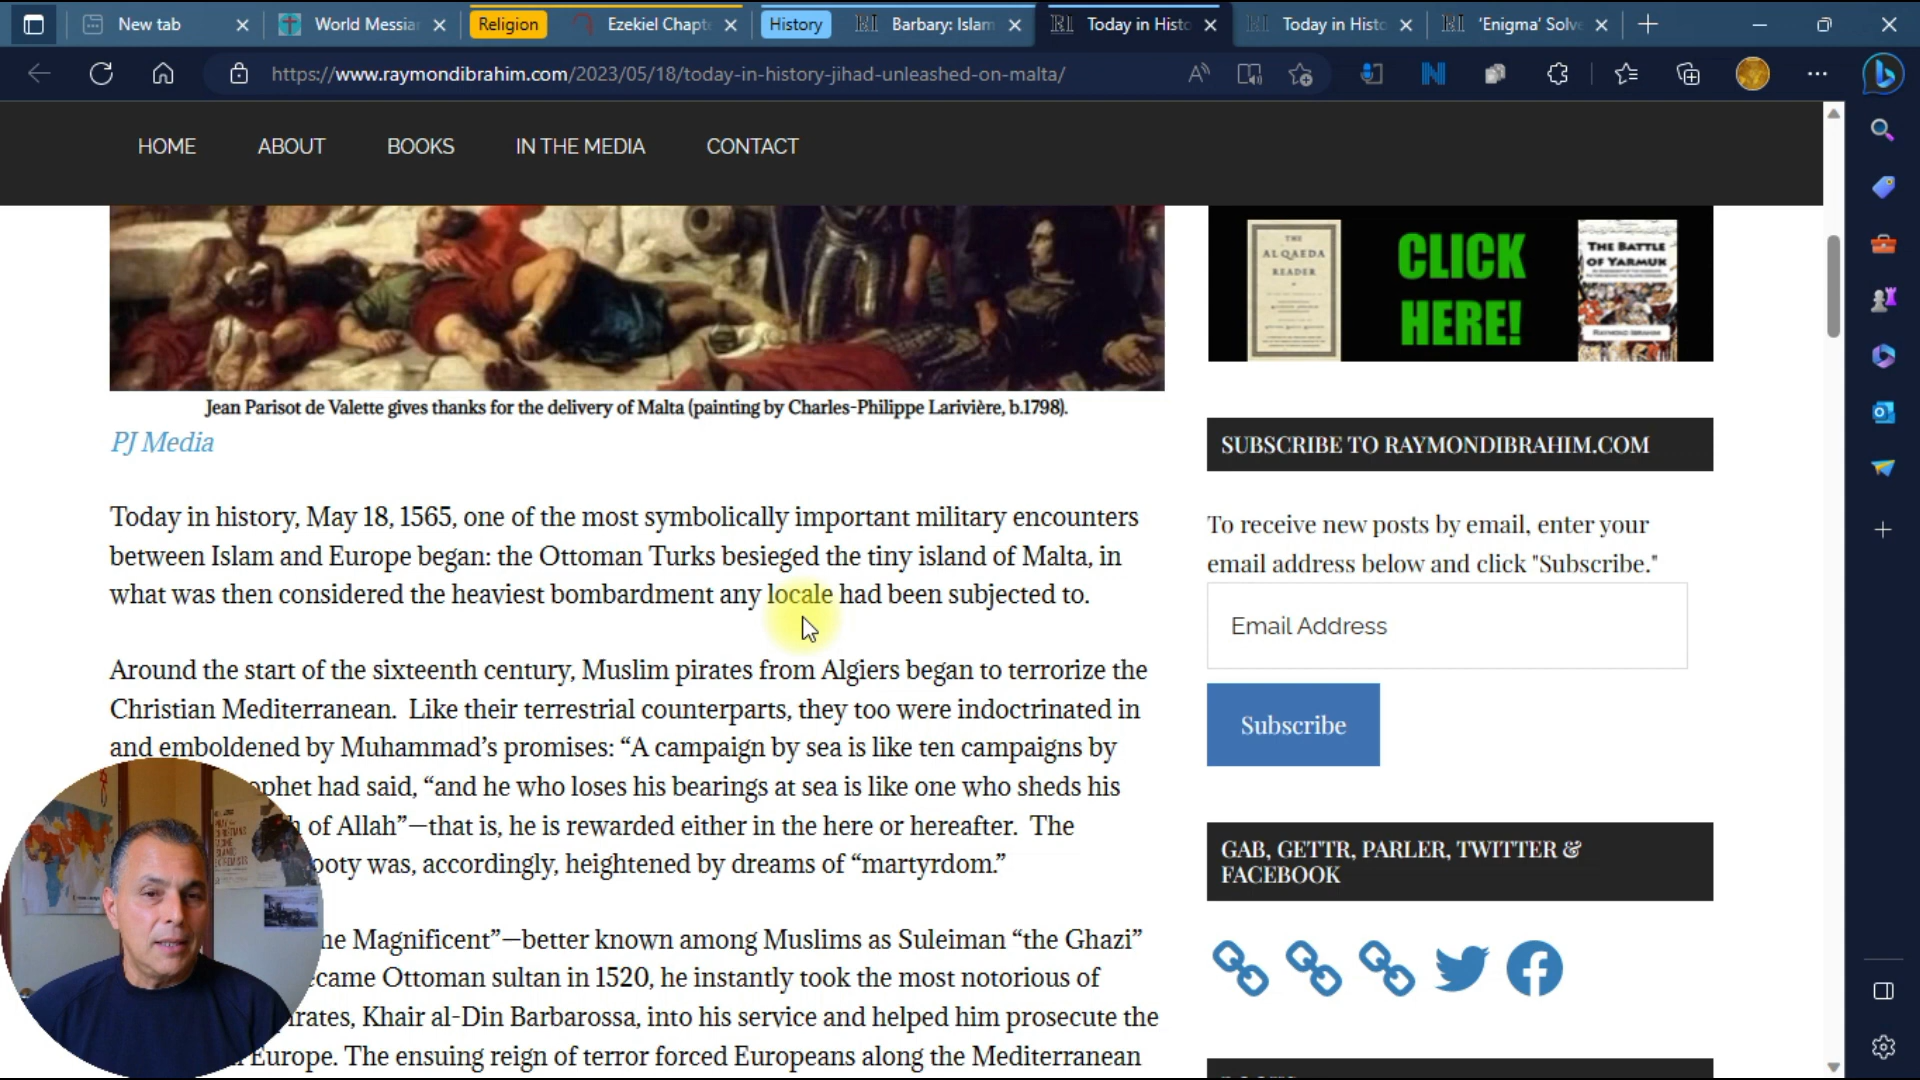 New tab
World Messia
Religion
Ezekiel Chapt
History
Barbary: Islam
Today in Histo
Today in Histo
'Enigma' Solve
https://www.raymondibrahim.com/2023/05/18/today-in-history-jihad-unleashed-on-malta/
HOME
ABOUT
BOOKS
IN THE MEDIA
CONTACT
THE
ALQAEDA
READER
CLICK
HERE!
THE BATTLE
OF YARMUK
RAYMOND IBRAHIM
Jean Parisot de Valette gives thanks for the delivery of Malta (painting by Charles-Philippe Larivière, b.1798).
PJ Media
Today in history, May 18, 1565, one of the most symbolically important military encounters
between Islam and Europe began: the Ottoman Turks besieged the tiny island of Malta, in
what was then considered the heaviest bombardment any locale had been subjected to.
Around the start of the sixteenth century, Muslim pirates from Algiers began to terrorize the
Christian Mediterranean. Like their terrestrial counterparts, they too were indoctrinated in
and emboldened by Muhammad’s promises: “A campaign by sea is like ten campaigns by
ophet had said, “and he who loses his bearings at sea is like one who sheds his
h of Allah”—that is, he is rewarded either in the here or hereafter. The
ooty was, accordingly, heightened by dreams of “martyrdom.”
he Magnificent”—better known among Muslims as Suleiman “the Ghazi”
came Ottoman sultan in 1520, he instantly took the most notorious of
irates, Khair al-Din Barbarossa, into his service and helped him prosecute the
Europe. The ensuing reign of terror forced Europeans along the Mediterranean
SUBSCRIBE TO RAYMONDIBRAHIM.COM
To receive new posts by email, enter your
email address below and click "Subscribe."
Email Address
Subscribe
GAB, GETTR, PARLER, TWITTER &
FACEBOOK